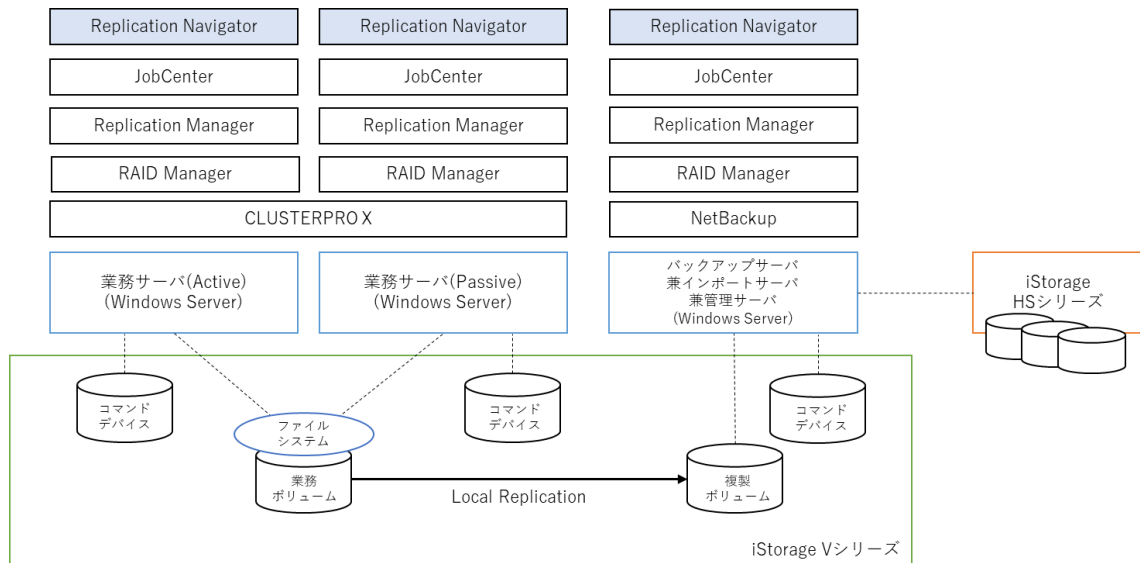 Replication Navigator
Replication Navigator
Replication Navigator
JobCenter
JobCenter
JobCenter
Replication Manager
Replication Manager
Replication Manager
RAID Manager
RAID Manager
RAID Manager
CLUSTERPRO X
NetBackup
業務サーバ(Active)
(Windows Server)
業務サーバ(Passive)
(Windows Server)
バックアップサーバ
兼インポートサーバ
兼管理サーバ
(Windows Server)
iStorage
HSシリーズ
コマンド
デバイス
ファイル
システム
コマンド
デバイス
コマンド
デバイス
業務
ボリューム
Local Replication
複製
ボリューム
iStorage Vシリーズ